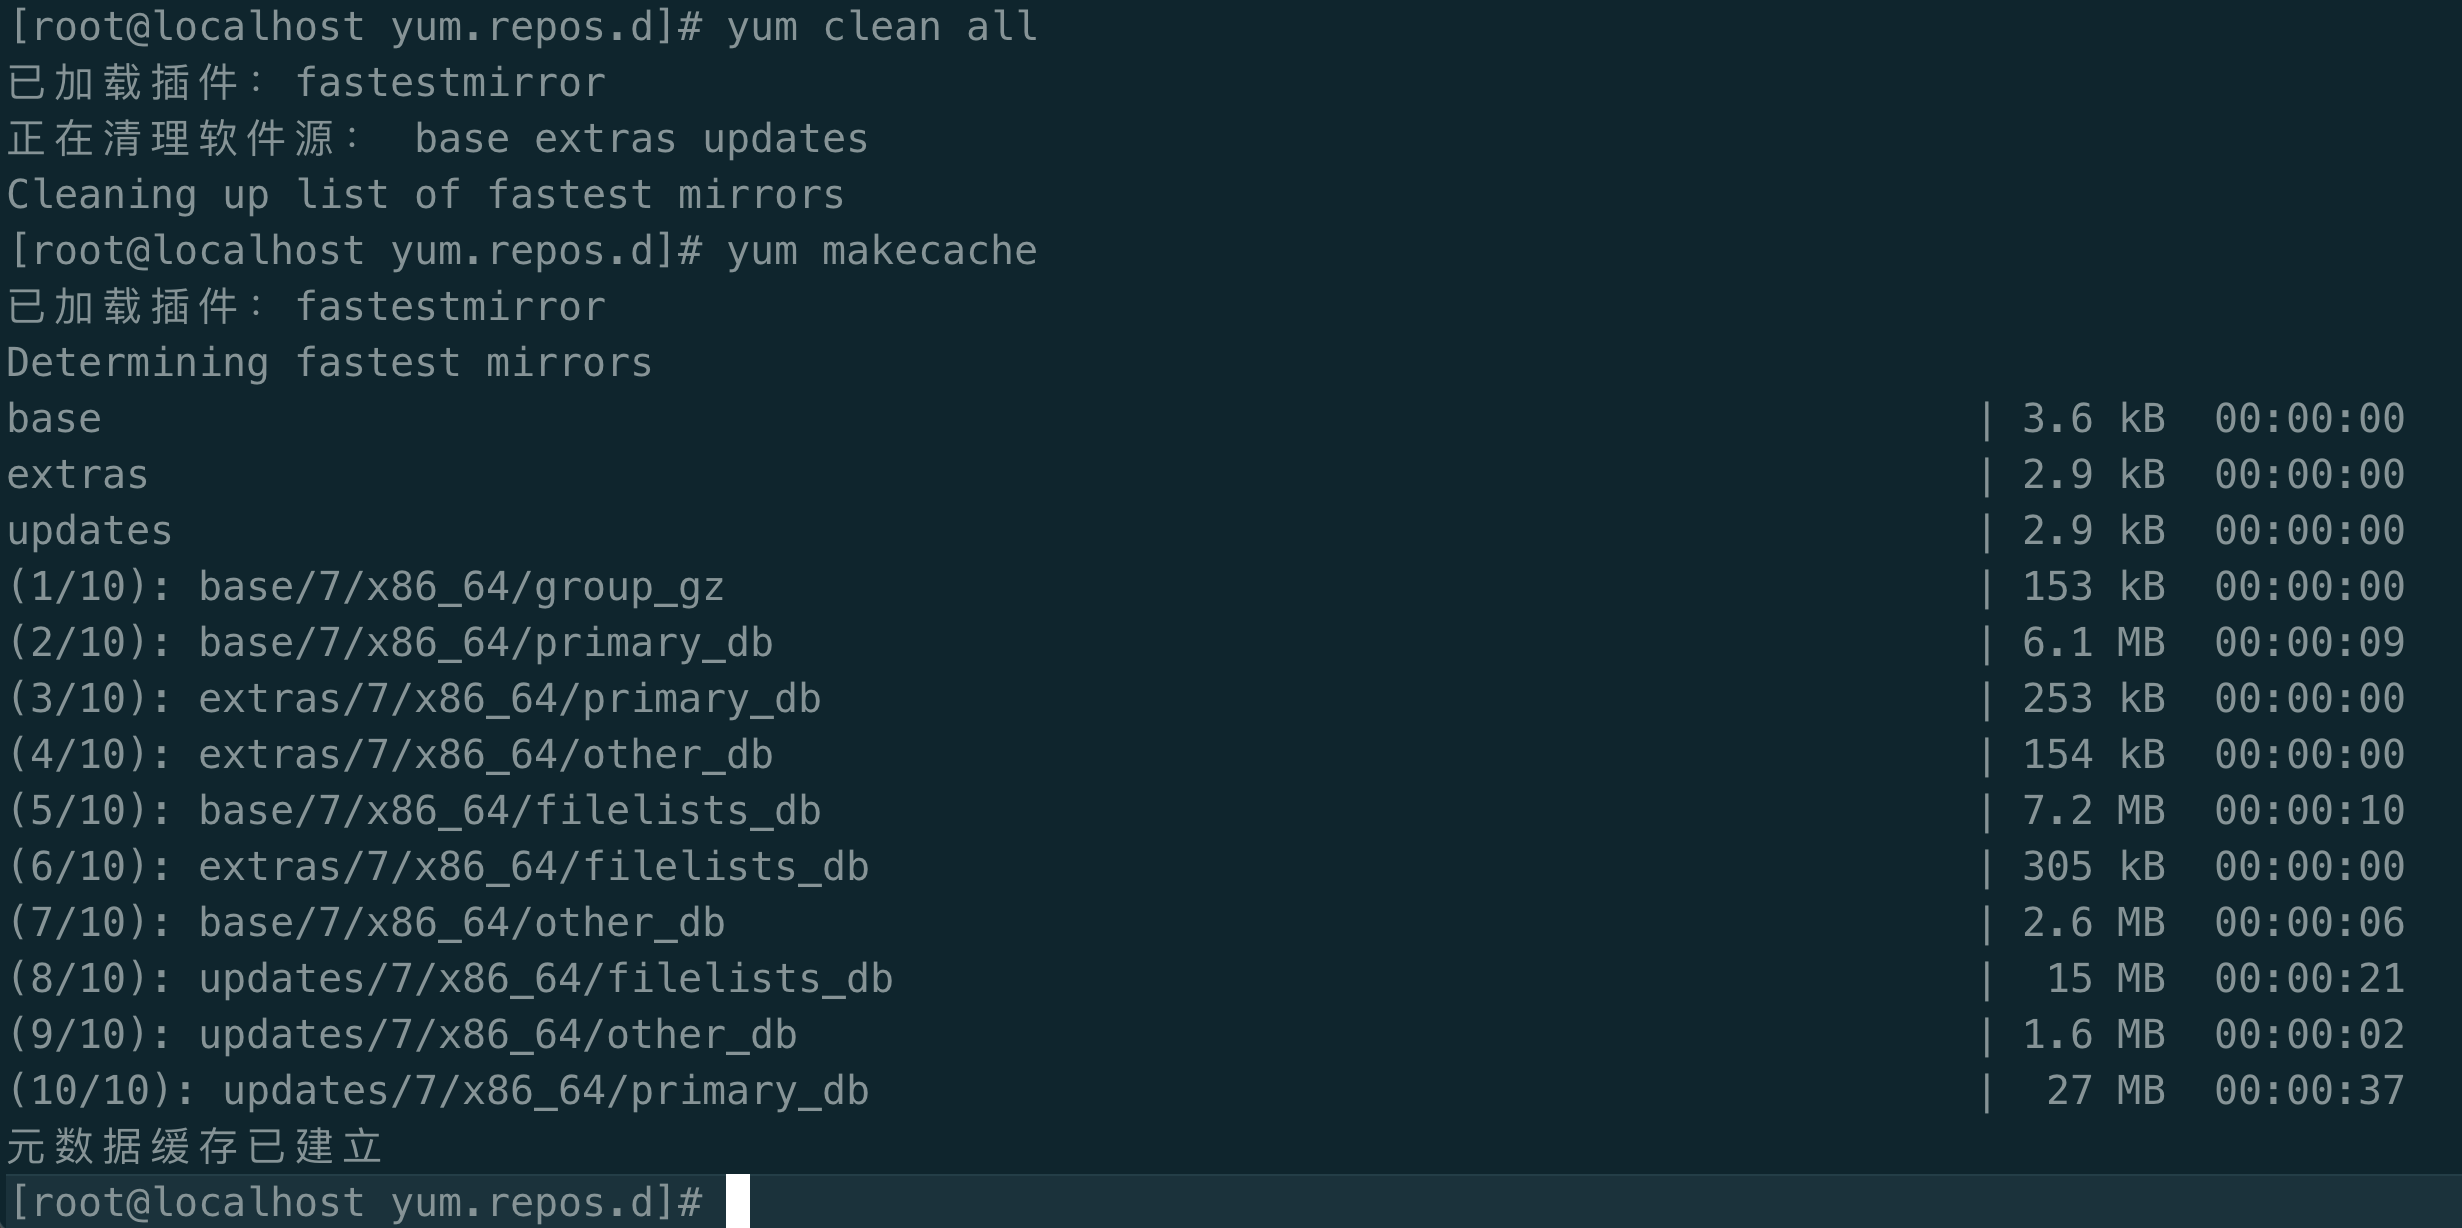 [root@localhost yum.repos.d]# yum clean all
已加载插件：fastestmirror
正在清理软件源： base extras updates
Cleaning up list of fastest mirrors
[root@localhost yum.repos.d]# yum makecache
已加载插件：fastestmirror
Determining fastest mirrors
base | 3.6 kB 00:00:00
extras | 2.9 kB 00:00:00
updates | 2.9 kB 00:00:00
(1/10): base/7/x86_64/group_gz | 153 kB 00:00:00
(2/10): base/7/x86_64/primary_db | 6.1 MB 00:00:09
(3/10): extras/7/x86_64/primary_db | 253 kB 00:00:00
(4/10): extras/7/x86_64/other_db | 154 kB 00:00:00
(5/10): base/7/x86_64/filelists_db | 7.2 MB 00:00:10
(6/10): extras/7/x86_64/filelists_db | 305 kB 00:00:00
(7/10): base/7/x86_64/other_db | 2.6 MB 00:00:06
(8/10): updates/7/x86_64/filelists_db | 15 MB 00:00:21
(9/10): updates/7/x86_64/other_db | 1.6 MB 00:00:02
(10/10): updates/7/x86_64/primary_db | 27 MB 00:00:37
元数据缓存已建立
[root@localhost yum.repos.d]#